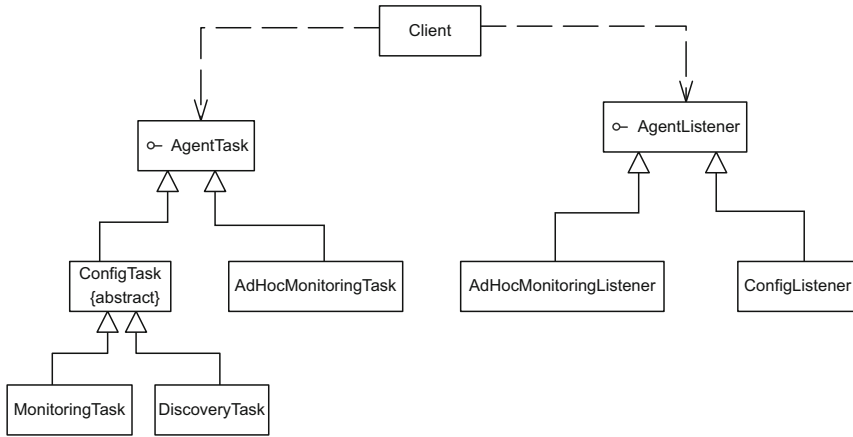 Client
AgentTask
AgentListener
ConfigTask
{abstract}
AdHocMonitoringTask
AdHocMonitoringListener
ConfigListener
MonitoringTask
DiscoveryTask